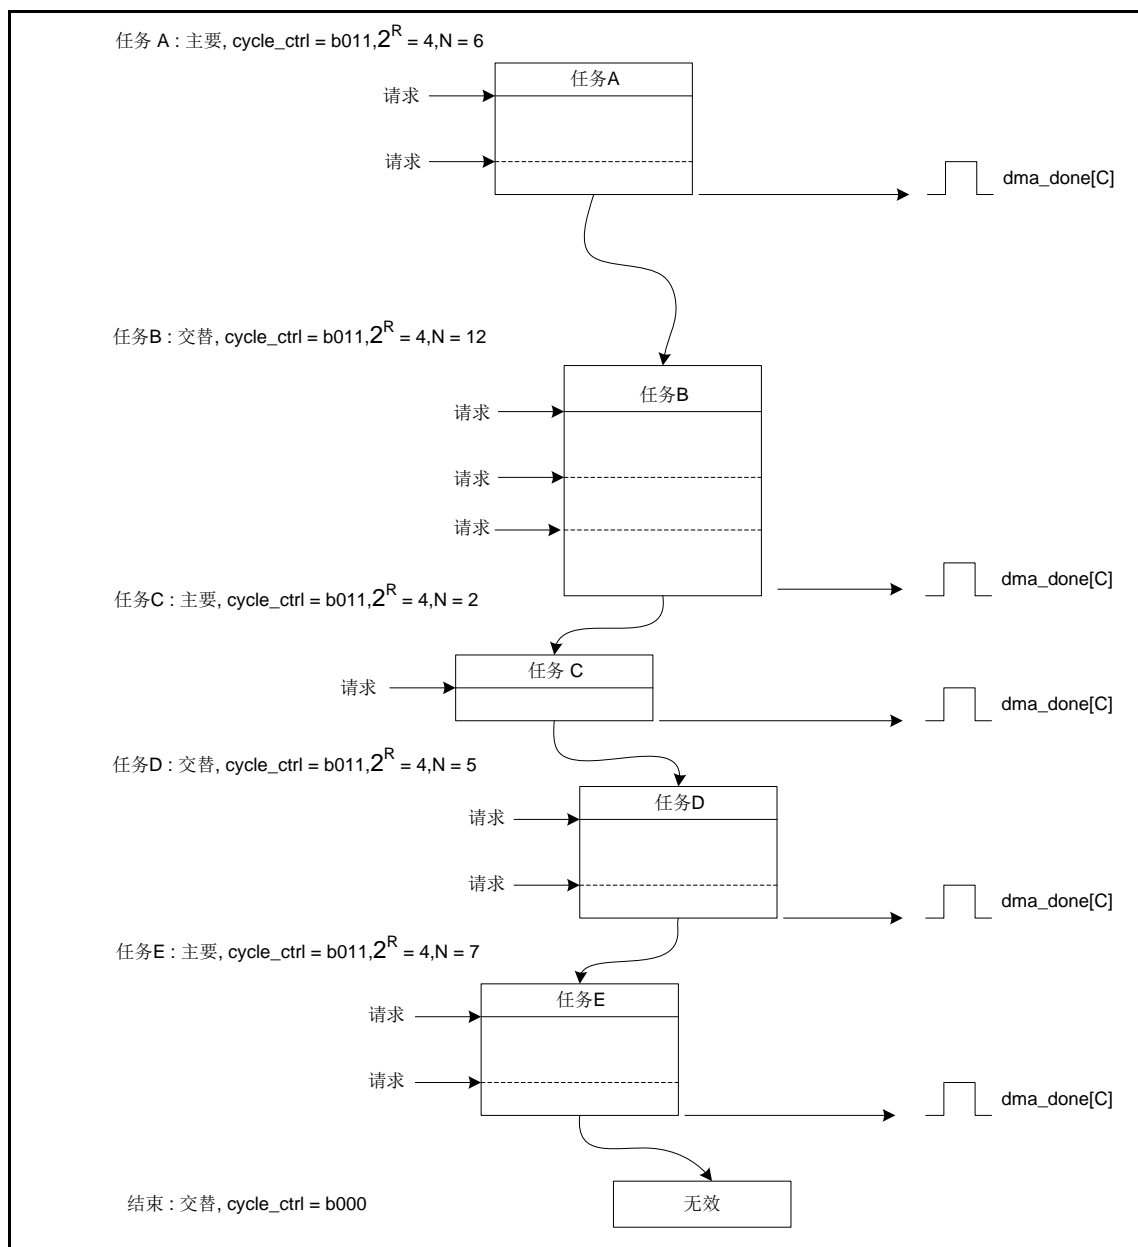 任务 A : 主要, cycle_ctrl = b011,2^R = 4,N = 6
任务A
请求
请求
dma_done[C]
任务B : 交替, cycle_ctrl = b011,2^R = 4,N = 12
任务B
请求
请求
请求
dma_done[C]
任务C : 主要, cycle_ctrl = b011,2^R = 4,N = 2
任务 C
请求
dma_done[C]
任务D : 交替, cycle_ctrl = b011,2^R = 4,N = 5
任务D
请求
请求
dma_done[C]
任务E : 主要, cycle_ctrl = b011,2^R = 4,N = 7
任务E
请求
请求
dma_done[C]
结束 : 交替, cycle_ctrl = b000
无效